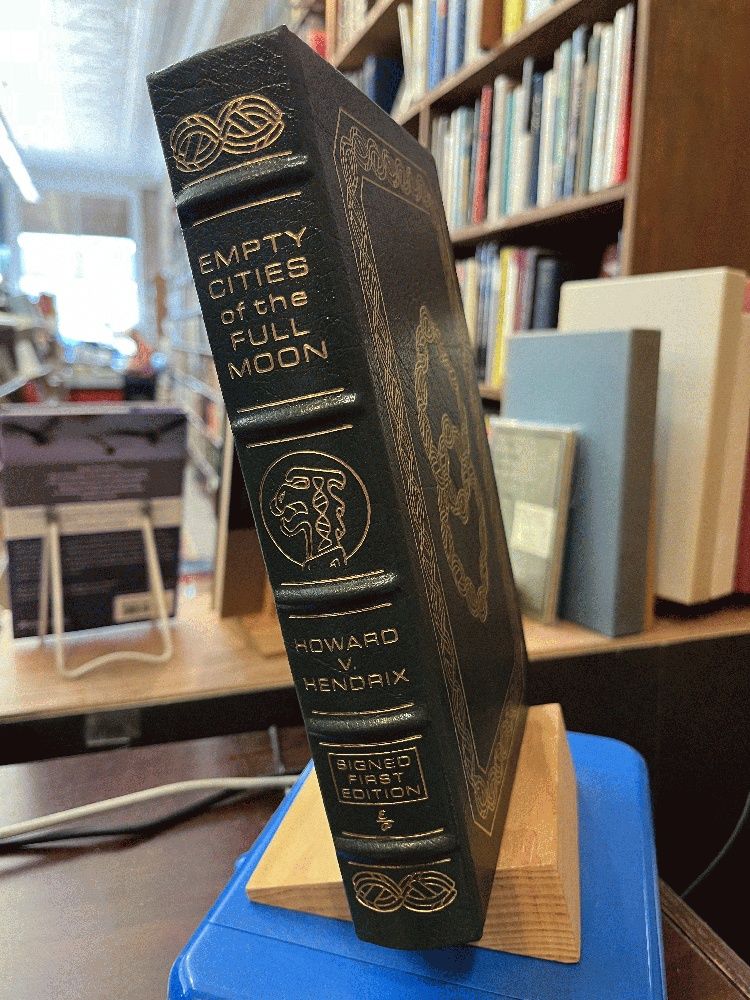 EMPTY
CITIES
of the
FULL
MOON
HOWARD
V.
HENDRIX
SIGNED
FIRST
EDITION